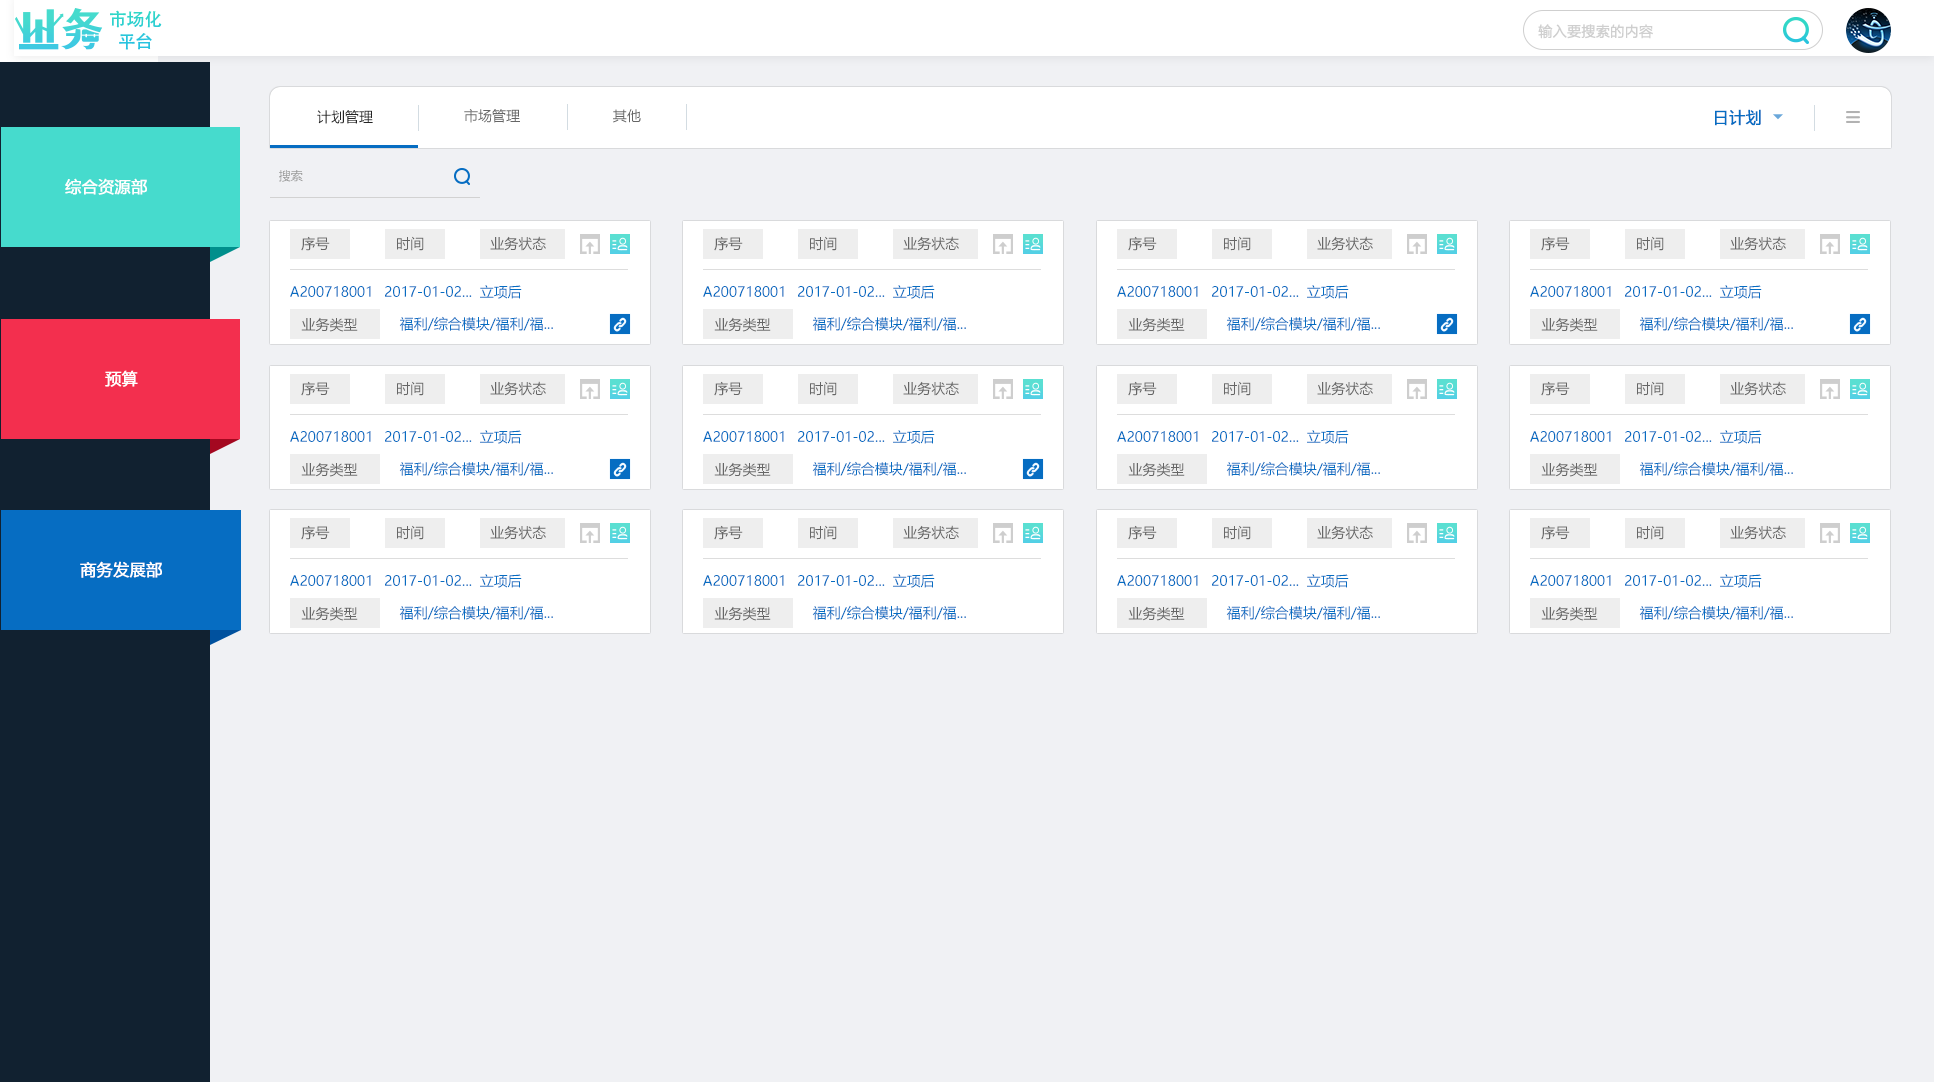 业务 市场化
平台
输入要搜索的内容
综合资源部
预算
商务发展部
计划管理 市场管理 其他 日计划
搜索
序号 时间 业务状态 序号 时间 业务状态 序号 时间 业务状态 序号 时间 业务状态
A200718001 2017-01-02... 立项后 A200718001 2017-01-02... 立项后 A200718001 2017-01-02... 立项后 A200718001 2017-01-02... 立项后
业务类型 福利/综合模块/福利/福... 业务类型 福利/综合模块/福利/福... 业务类型 福利/综合模块/福利/福... 业务类型 福利/综合模块/福利/福...
序号 时间 业务状态 序号 时间 业务状态 序号 时间 业务状态 序号 时间 业务状态
A200718001 2017-01-02... 立项后 A200718001 2017-01-02... 立项后 A200718001 2017-01-02... 立项后 A200718001 2017-01-02... 立项后
业务类型 福利/综合模块/福利/福... 业务类型 福利/综合模块/福利/福... 业务类型 福利/综合模块/福利/福... 业务类型 福利/综合模块/福利/福...
序号 时间 业务状态 序号 时间 业务状态 序号 时间 业务状态 序号 时间 业务状态
A200718001 2017-01-02... 立项后 A200718001 2017-01-02... 立项后 A200718001 2017-01-02... 立项后 A200718001 2017-01-02... 立项后
业务类型 福利/综合模块/福利/福... 业务类型 福利/综合模块/福利/福... 业务类型 福利/综合模块/福利/福... 业务类型 福利/综合模块/福利/福...